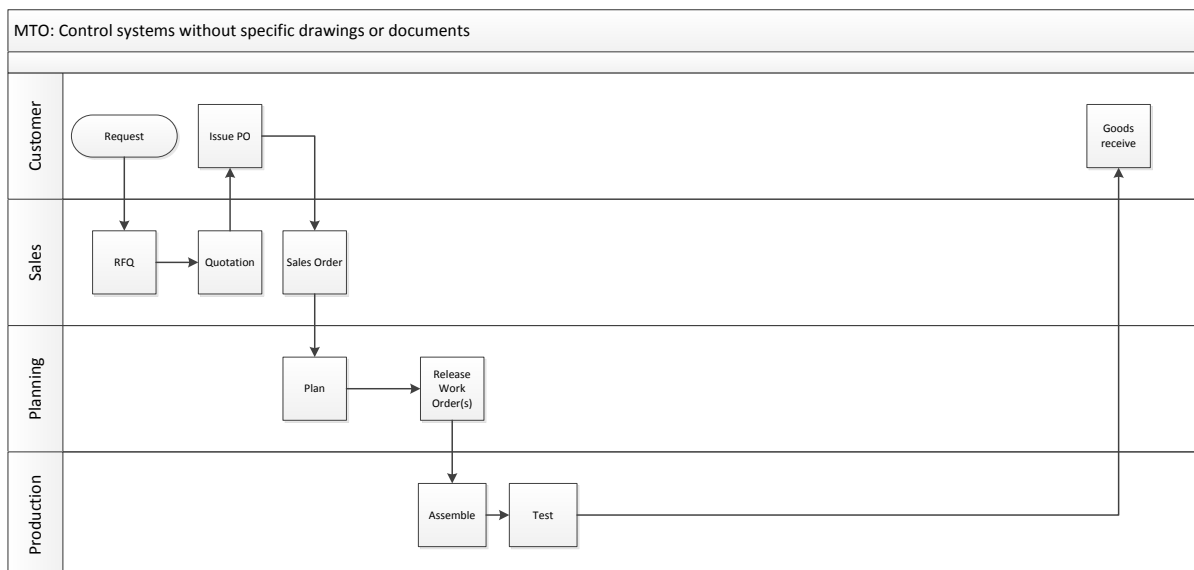 MTO: Control systems without specific drawings or documents
Customer
Request
Issue PO
Goods
receive
Sales
RFQ
Quotation
Sales Order
Planning
Plan
Release
Work
Order(s)
Production
Assemble
Test